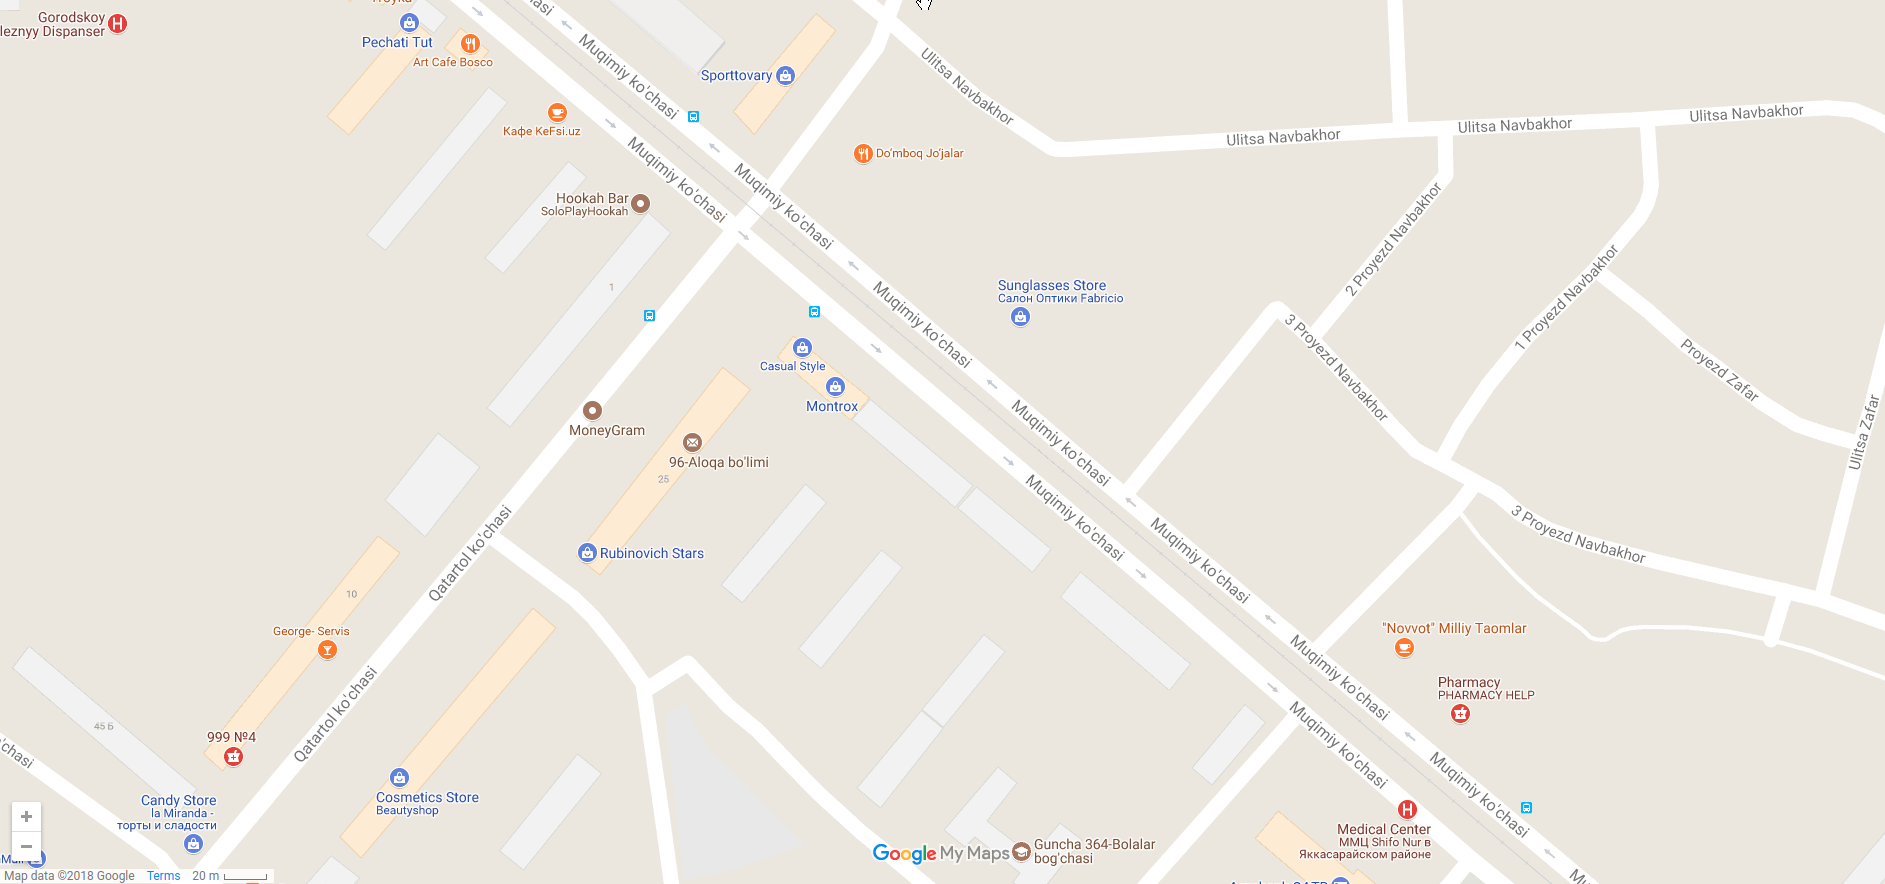 Gorodskoy
leznyy Dispanser
Troyka
Pechati Tut
Art Cafe Bosco
Кафе KeFsi.uz
Muqimiy ko'chasi
Muqimiy ko'chasi
Sporttovary
Ulitsa Navbakhor
Ulitsa Navbakhor
Ulitsa Navbakhor
Ulitsa Navbakhor
Do'mboq Jo'jalar
Hookah Bar
SoloPlayHookah
Muqimiy ko'chasi
2 Proyezd Navbakhor
1 Proyezd Navbakhor
1
Sunglasses Store
Салон Оптики Fabricio
Muqimiy ko'chasi
3 Proyezd Navbakhor
Proyezd Zafar
Ulitsa Zafar
Casual Style
Montrox
MoneyGram
96-Aloqa bo'limi
25
Muqimiy ko'chasi
Muqimiy ko'chasi
Qatartol ko'chasi
Rubinovich Stars
Muqimiy ko'chasi
3 Proyezd Navbakhor
10
George- Servis
"Novvot" Milliy Taomlar
Muqimiy ko'chasi
Pharmacy
PHARMACY HELP
Qatartol ko'chasi
45 Б
999 №4
'chasi
Muqimiy ko'chasi
Muqimiy ko'chasi
Candy Store
la Miranda -
торты и сладости
Cosmetics Store
Beautyshop
Medical Center
ММЦ Shifo Nur в
Яккасарайском районе
Google My Maps
Guncha 364-Bolalar
bog'chasi
Map data ©2018 Google
Terms
20 m